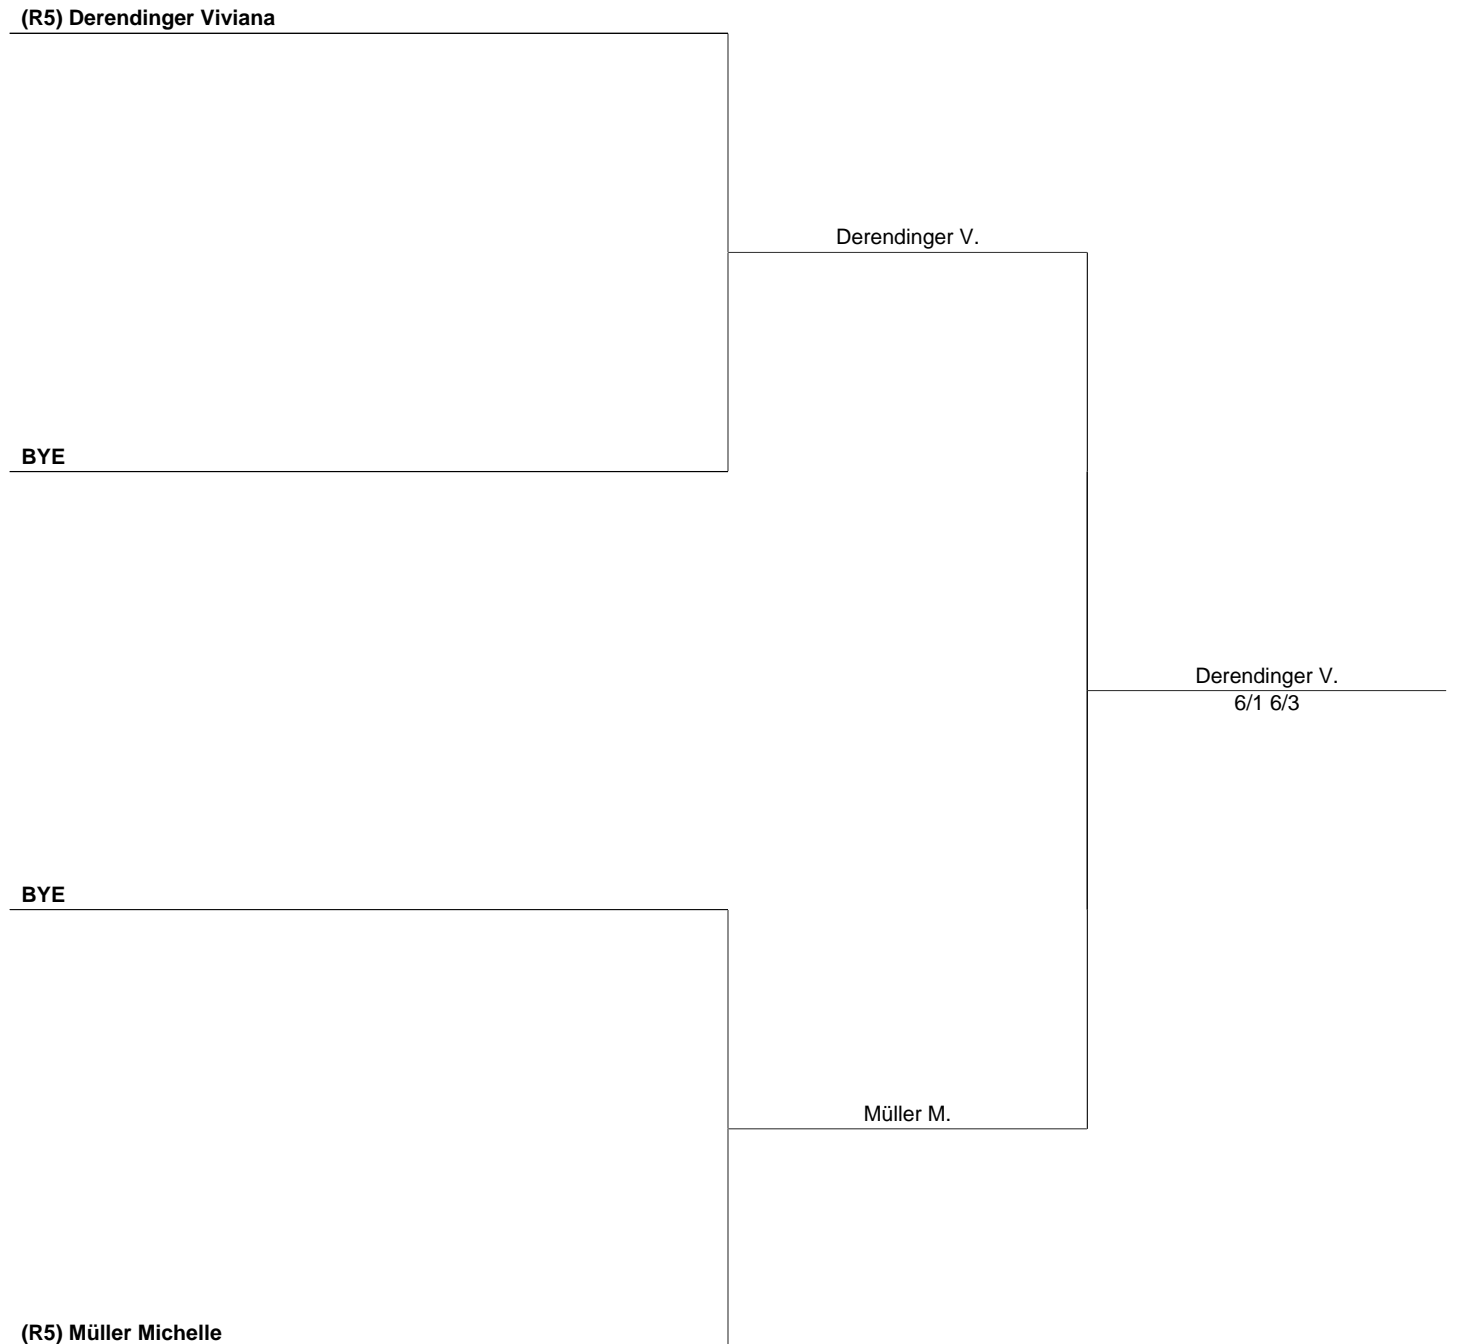 (R5) Derendinger Viviana
Derendinger V.
BYE
Derendinger V.
6/1 6/3
BYE
Müller M.
(R5) Müller Michelle